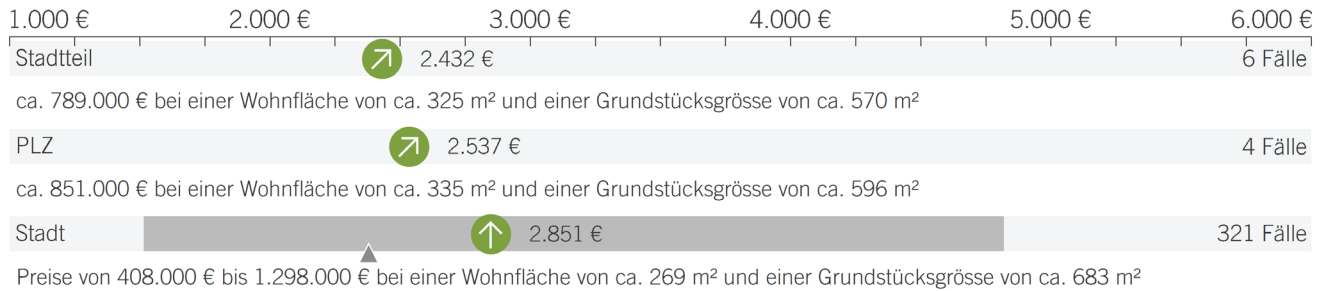 1.000 € 2.000 € 3.000 € 4.000 € 5.000 € 6.000 €
Stadtteil 2.432 € 6 Fälle
ca. 789.000 € bei einer Wohnfläche von ca. 325 m² und einer Grundstücksgrösse von ca. 570 m²
PLZ 2.537 € 4 Fälle
ca. 851.000 € bei einer Wohnfläche von ca. 335 m² und einer Grundstücksgrösse von ca. 596 m²
Stadt 2.851 € 321 Fälle
Preise von 408.000 € bis 1.298.000 € bei einer Wohnfläche von ca. 269 m² und einer Grundstücksgrösse von ca. 683 m²